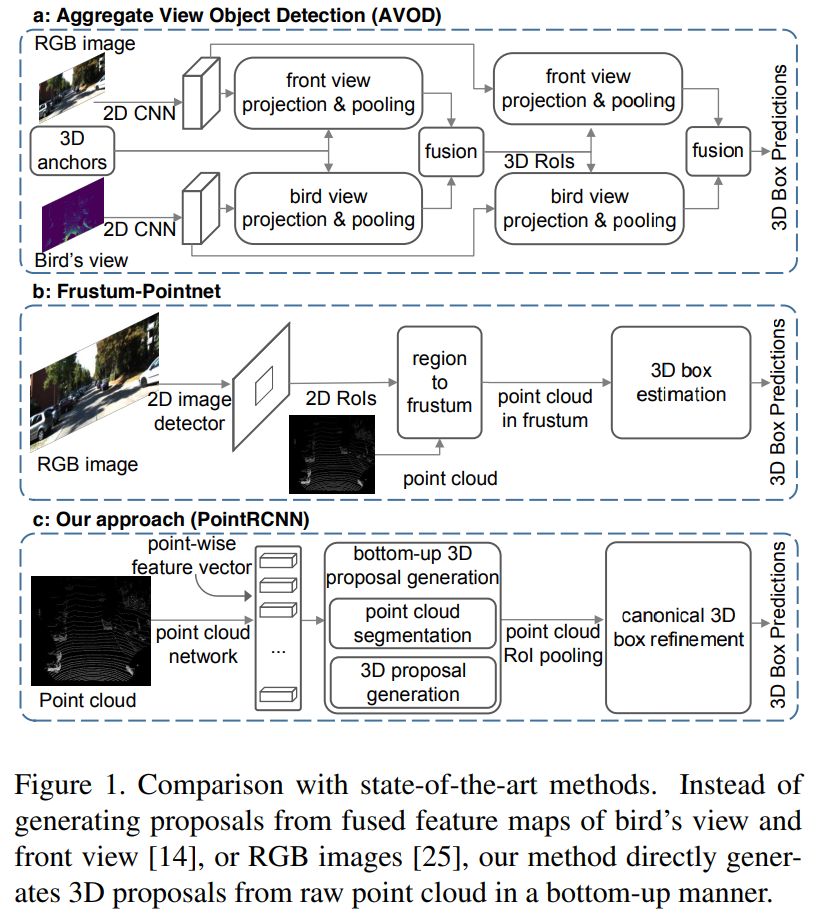 a: Aggregate View Object Detection (AVOD)
RGB image
2D CNN
front view
projection & pooling
front view
projection & pooling
3D
anchors
fusion
3D RoIs
fusion
3D Box Predictions
bird view
projection & pooling
bird view
projection & pooling
2D CNN
Bird's view
b: Frustum-Pointnet
RGB image
2D image
detector
2D RoIs
region
to
frustum
point cloud
point cloud
in frustum
3D box
estimation
3D Box Predictions
c: Our approach (PointRCNN)
point-wise
feature vector
Point cloud
point cloud
network
...
bottom-up 3D
proposal generation
point cloud
segmentation
3D proposal
generation
point cloud
RoI pooling
canonical 3D
box refinement
3D Box Predictions
Figure 1. Comparison with state-of-the-art methods. Instead of
generating proposals from fused feature maps of bird's view and
front view [14], or RGB images [25], our method directly gener-
ates 3D proposals from raw point cloud in a bottom-up manner.